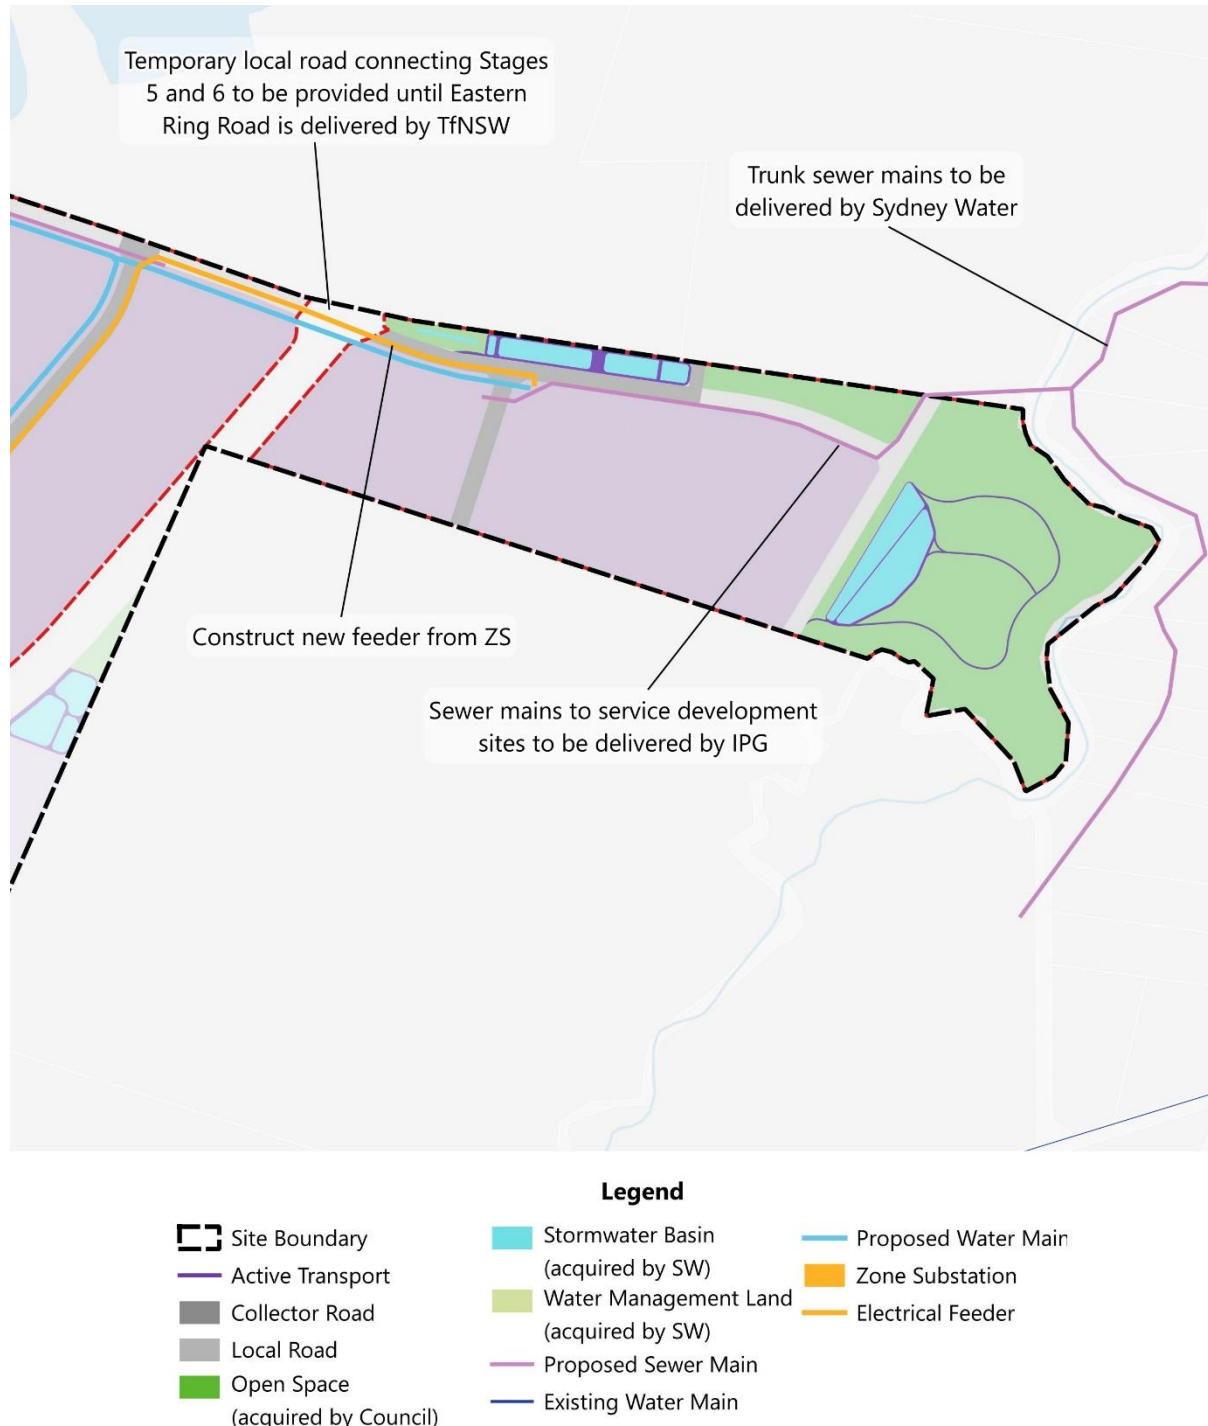 Temporary local road connecting Stages
5 and 6 to be provided until Eastern
Ring Road is delivered by TfNSW
Trunk sewer mains to be
delivered by Sydney Water
Construct new feeder from ZS
Sewer mains to service development
sites to be delivered by IPG
Legend
Site Boundary
Active Transport
Collector Road
Local Road
Open Space
(acquired by Council)
Stormwater Basin
(acquired by SW)
Water Management Land
(acquired by SW)
Proposed Sewer Main
Existing Water Main
Proposed Water Main
Zone Substation
Electrical Feeder